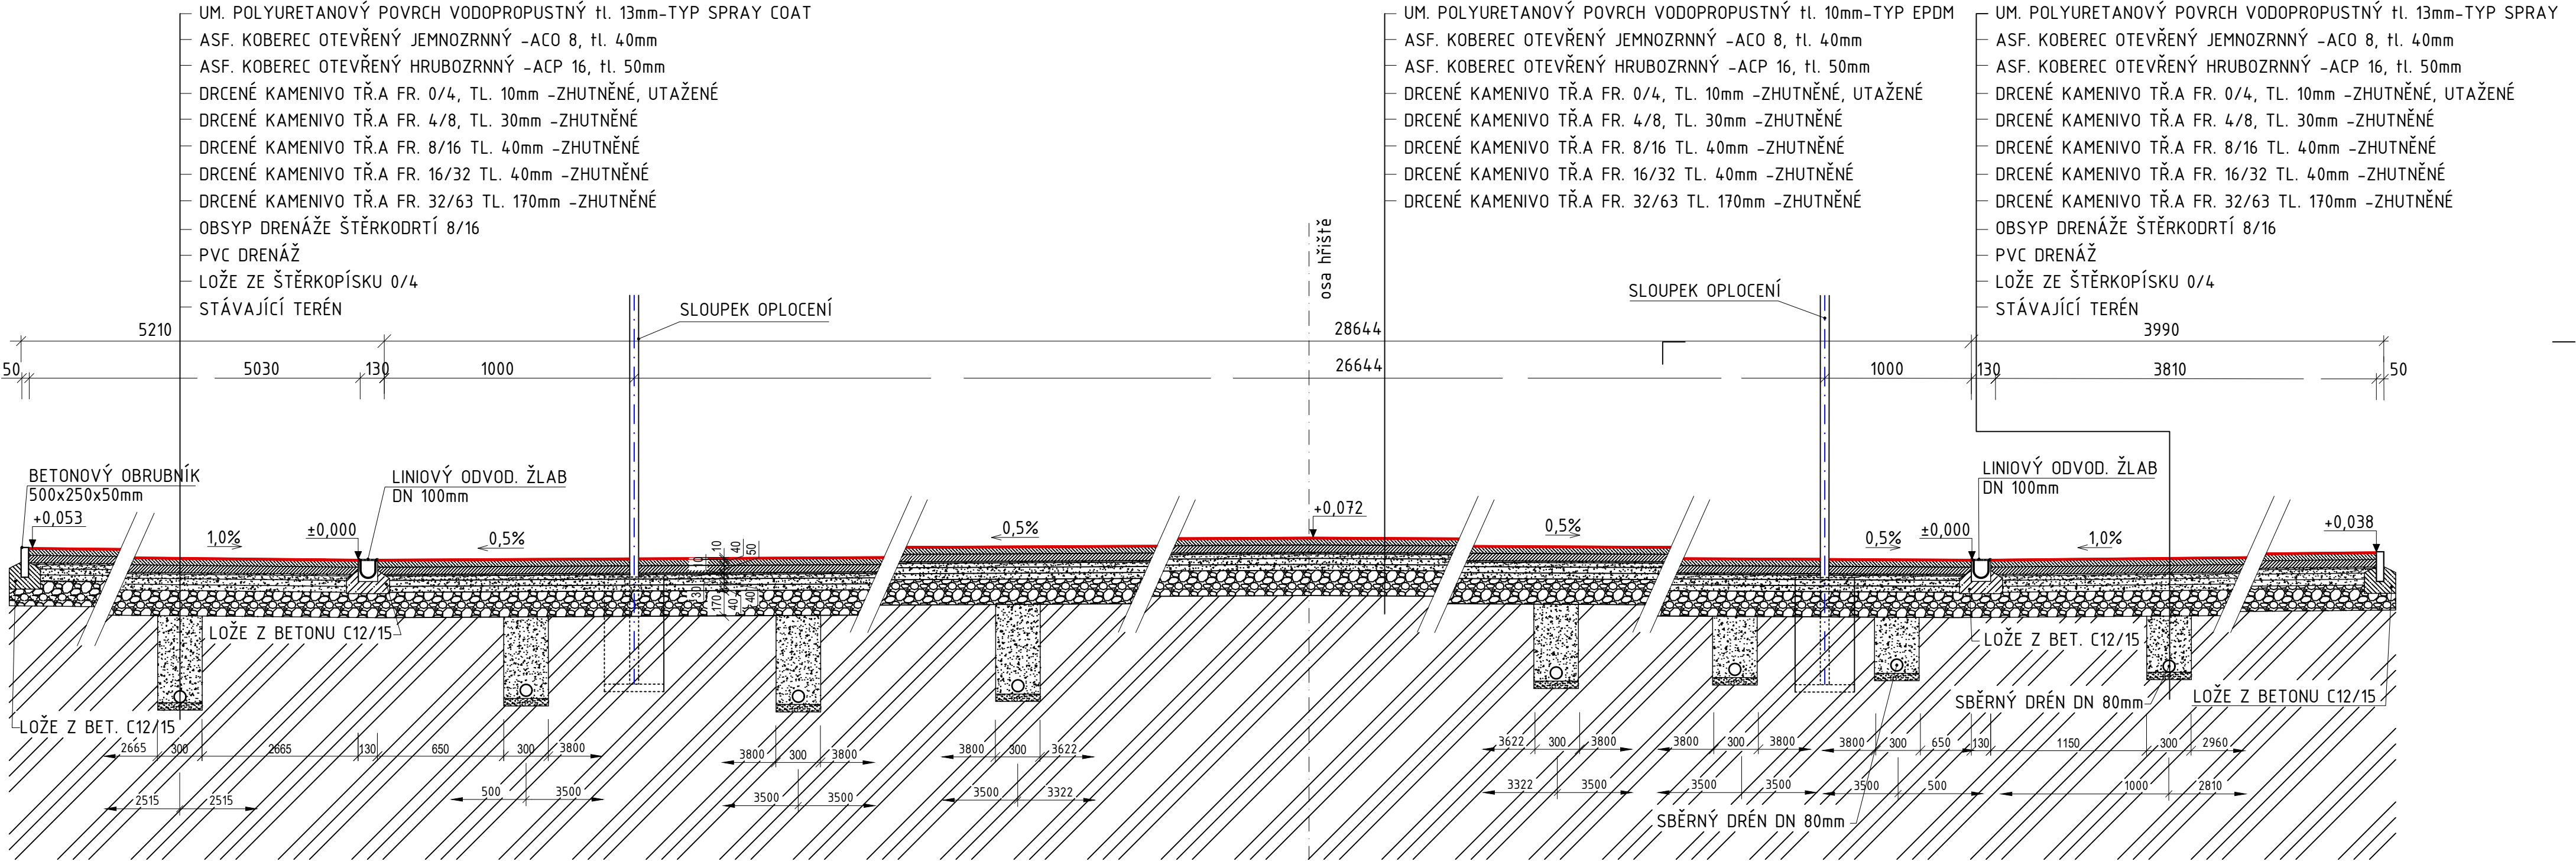 UM. POLYURETANOVÝ POVRCH VODOPROPUSTNÝ tl. 13mm-TYP SPRAY COAT
ASF. KOBEREC OTEVŘENÝ JEMNOZRNNÝ -ACO 8, tl. 40mm
ASF. KOBEREC OTEVŘENÝ HRUBOZRNNÝ -ACP 16, tl. 50mm
DRCENÉ KAMENIVO TŘ.A FR. 0/4, TL. 10mm -ZHUTNĚNÉ, UTAŽENÉ
DRCENÉ KAMENIVO TŘ.A FR. 4/8, TL. 30mm -ZHUTNĚNÉ
DRCENÉ KAMENIVO TŘ.A FR. 8/16 TL. 40mm -ZHUTNĚNÉ
DRCENÉ KAMENIVO TŘ.A FR. 16/32 TL. 40mm -ZHUTNĚNÉ
DRCENÉ KAMENIVO TŘ.A FR. 32/63 TL. 170mm -ZHUTNĚNÉ
OBSYP DRENÁŽE ŠTĚRKODRTÍ 8/16
PVC DRENÁŽ
LOŽE ZE ŠTĚRKOPÍSKU 0/4
STÁVAJÍCÍ TERÉN
UM. POLYURETANOVÝ POVRCH VODOPROPUSTNÝ tl. 10mm-TYP EPDM
ASF. KOBEREC OTEVŘENÝ JEMNOZRNNÝ -ACO 8, tl. 40mm
ASF. KOBEREC OTEVŘENÝ HRUBOZRNNÝ -ACP 16, tl. 50mm
DRCENÉ KAMENIVO TŘ.A FR. 0/4, TL. 10mm -ZHUTNĚNÉ, UTAŽENÉ
DRCENÉ KAMENIVO TŘ.A FR. 4/8, TL. 30mm -ZHUTNĚNÉ
DRCENÉ KAMENIVO TŘ.A FR. 8/16 TL. 40mm -ZHUTNĚNÉ
DRCENÉ KAMENIVO TŘ.A FR. 16/32 TL. 40mm -ZHUTNĚNÉ
DRCENÉ KAMENIVO TŘ.A FR. 32/63 TL. 170mm -ZHUTNĚNÉ
UM. POLYURETANOVÝ POVRCH VODOPROPUSTNÝ tl. 13mm-TYP SPRAY
ASF. KOBEREC OTEVŘENÝ JEMNOZRNNÝ -ACO 8, tl. 40mm
ASF. KOBEREC OTEVŘENÝ HRUBOZRNNÝ -ACP 16, tl. 50mm
DRCENÉ KAMENIVO TŘ.A FR. 0/4, TL. 10mm -ZHUTNĚNÉ, UTAŽENÉ
DRCENÉ KAMENIVO TŘ.A FR. 4/8, TL. 30mm -ZHUTNĚNÉ
DRCENÉ KAMENIVO TŘ.A FR. 8/16 TL. 40mm -ZHUTNĚNÉ
DRCENÉ KAMENIVO TŘ.A FR. 16/32 TL. 40mm -ZHUTNĚNÉ
DRCENÉ KAMENIVO TŘ.A FR. 32/63 TL. 170mm -ZHUTNĚNÉ
OBSYP DRENÁŽE ŠTĚRKODRTÍ 8/16
PVC DRENÁŽ
LOŽE ZE ŠTĚRKOPÍSKU 0/4
STÁVAJÍCÍ TERÉN
osa hřiště
SLOUPEK OPLOCENÍ
SLOUPEK OPLOCENÍ
5210 28644 3990
50 5030 130 1000 26644 1000 130 3810 50
BETONOVÝ OBRUBNÍK
500x250x50mm
LINIOVÝ ODVOD. ŽLAB
DN 100mm
LINIOVÝ ODVOD. ŽLAB
DN 100mm
+0,053 1,0% ±0,000 0,5% 0,5% +0,072 0,5% 0,5% ±0,000 1,0% +0,038
10 40 50
30 10
170 40 40
LOŽE Z BETONU C12/15
LOŽE Z BET. C12/15
LOŽE Z BET. C12/15
SBĚRNÝ DRÉN DN 80mm
LOŽE Z BETONU C12/15
2665 300 2665 130 650 300 3800
3800 300 3800
3800 300 3622
3622 300 3800
3800 300 3800
3800 300 650 130 1150 300 2960
2515 2515
500 3500
3500 3500
3500 3322
3322 3500
3500 3500
3500 500
1000 2810
SBĚRNÝ DRÉN DN 80mm